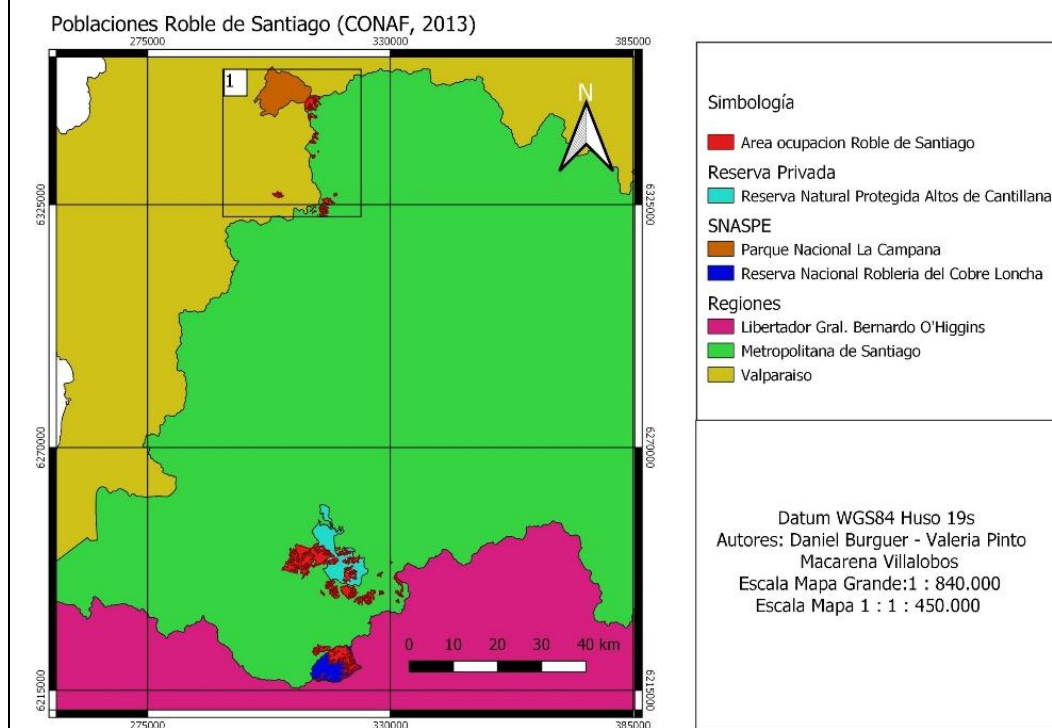 Poblaciones Roble de Santiago (CONAF, 2013)
275000 330000 385000
1
N
6325000 6325000
6270000 6270000
0 10 20 30 40 km
6215000 6215000
275000 330000 385000
Simbología
Area ocupacion Roble de Santiago
Reserva Privada
Reserva Natural Protegida Altos de Cantillana
SNASPE
Parque Nacional La Campana
Reserva Nacional Robleria del Cobre Loncha
Regiones
Libertador Gral. Bernardo O'Higgins
Metropolitana de Santiago
Valparaiso
Datum WGS84 Huso 19s
Autores: Daniel Burguer - Valeria Pinto
Macarena Villalobos
Escala Mapa Grande:1 : 840.000
Escala Mapa 1 : 1 : 450.000